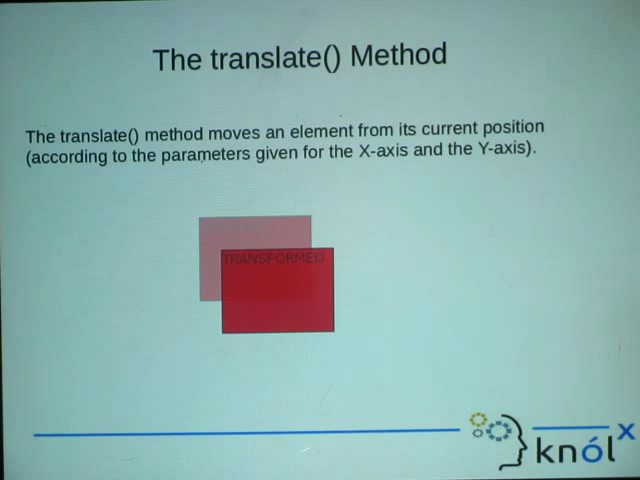 The translate() Method
The translate() method moves an element from its current position
(according to the parameters given for the X-axis and the Y-axis).
TRANSFORMED
knólx